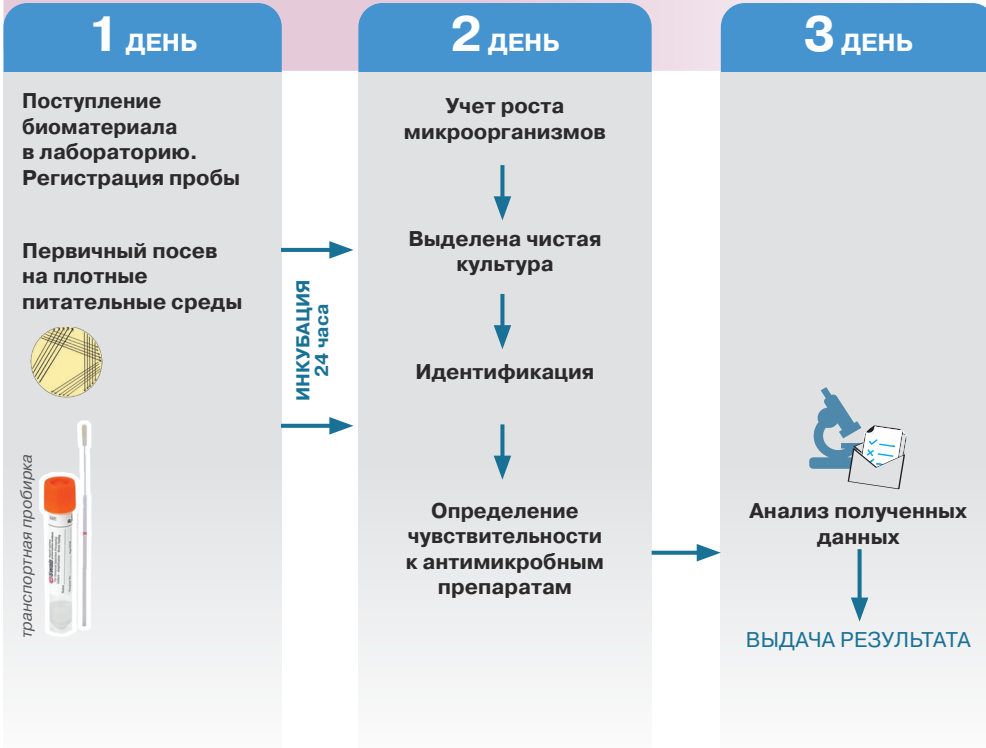 1 ДЕНЬ
Поступление
биоматериала
в лабораторию.
Регистрация пробы
Первичный посев
на плотные
питательные среды
транспортная пробирка
ИНКУБАЦИЯ
24 часа
2 ДЕНЬ
Учет роста
микроорганизмов
Выделена чистая
культура
Идентификация
Определение
чувствительности
к антимикробным
препаратам
3 ДЕНЬ
Анализ полученных
данных
ВЫДАЧА РЕЗУЛЬТАТА